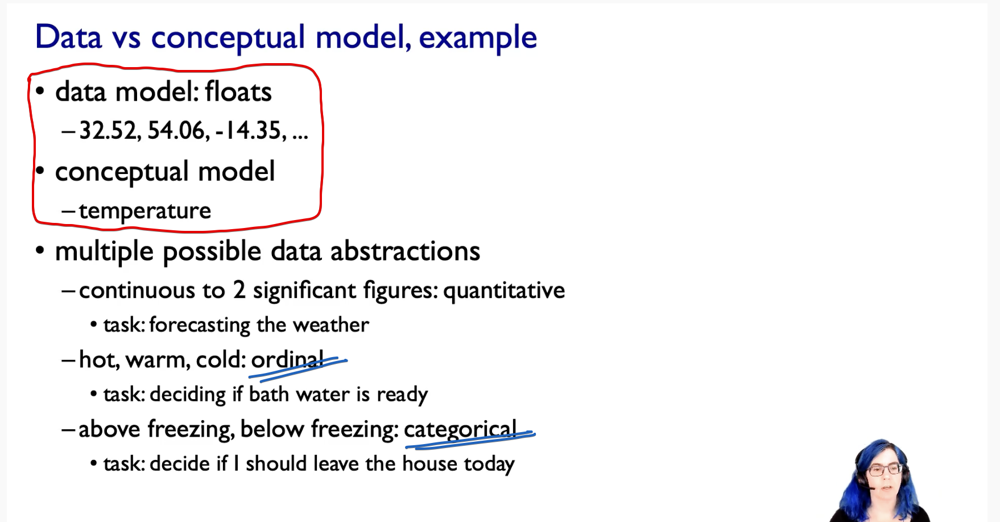 Data vs conceptual model, example
• data model: floats
– 32.52, 54.06, -14.35, ...
• conceptual model
– temperature
• multiple possible data abstractions
– continuous to 2 significant figures: quantitative
• task: forecasting the weather
– hot, warm, cold: ordinal
• task: deciding if bath water is ready
– above freezing, below freezing: categorical
• task: decide if I should leave the house today